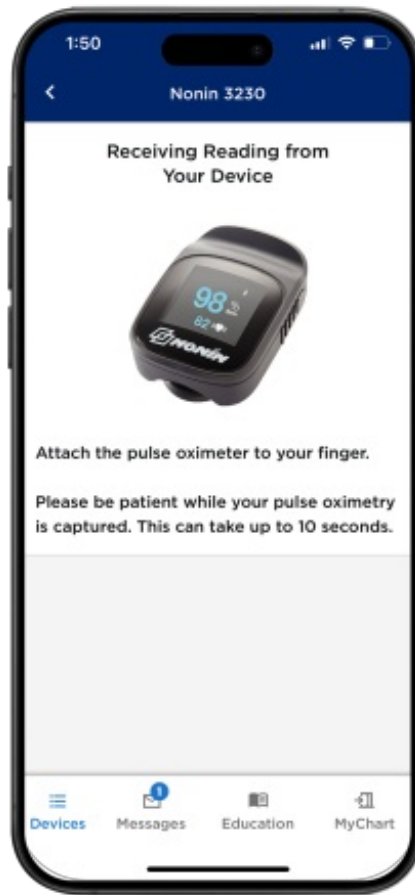 1:50
Nonin 3230
Receiving Reading from
Your Device
98
82
NONIN
Attach the pulse oximeter to your finger.
Please be patient while your pulse oximetry
is captured. This can take up to 10 seconds.
1
Devices
Messages
Education
MyChart